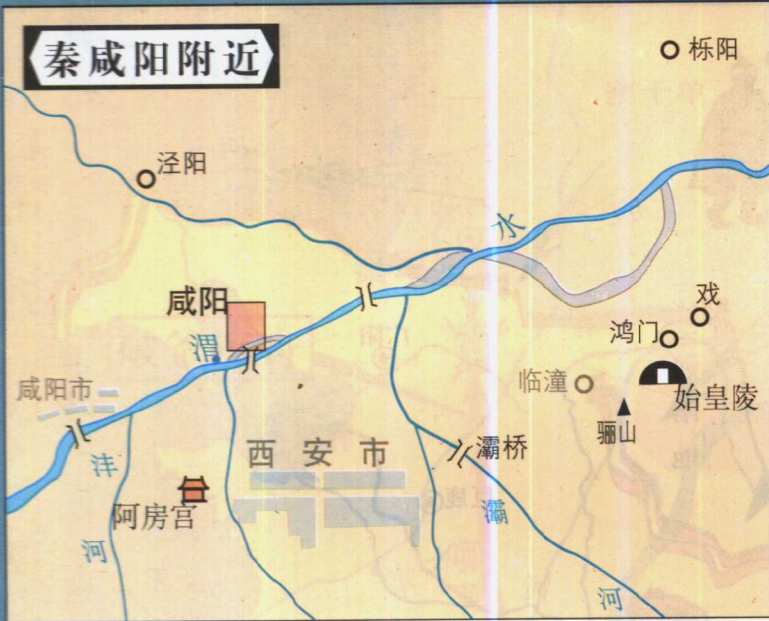 秦咸阳附近
栎阳
泾阳
水
咸阳
戏
渭
鸿门
临潼
始皇陵
咸阳市
骊山
西安市
灞桥
沣
阿房宫
灞
河
河